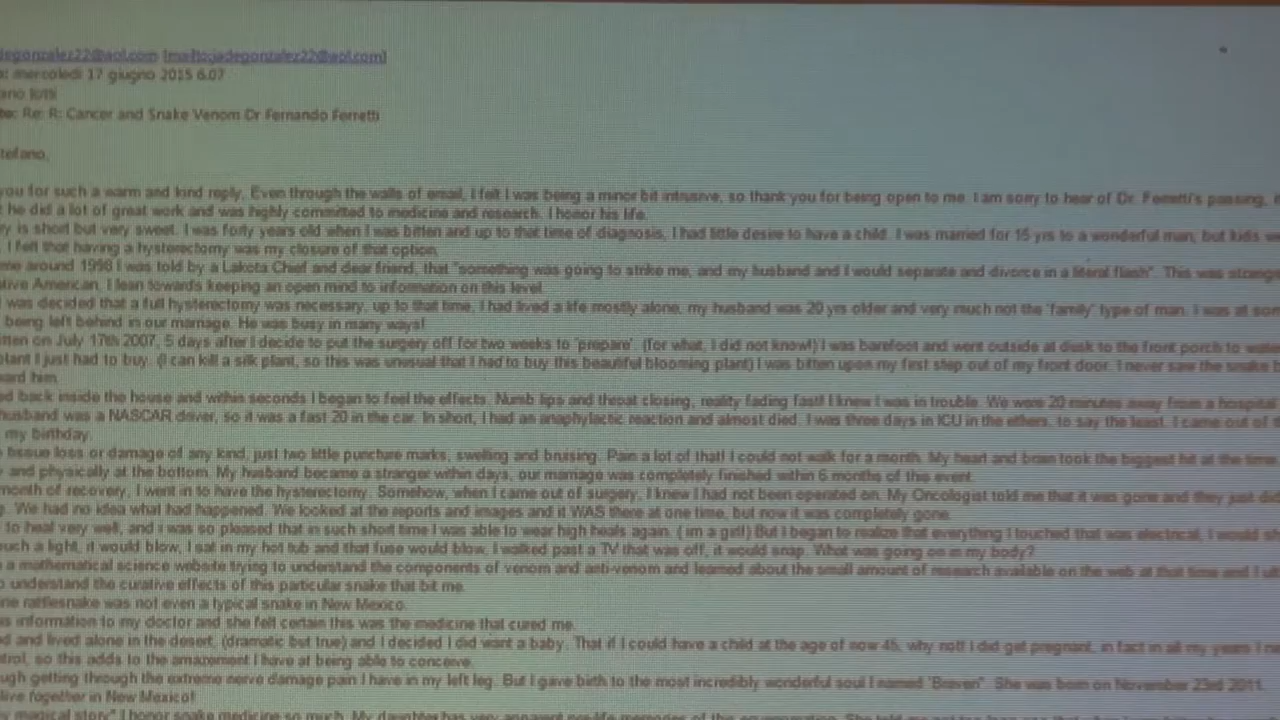 degonzalez22@aol.com [mailto:jadegonzalez22@aol.com]
: mercoledì 17 giugno 2015 6.07
ano lotti
to: Re: R: Cancer and Snake Venom Dr Fernando Ferretti
tefano,
you for such a warm and kind reply. Even through the walls of email, I felt I was being a minor bit intrusive, so thank you for being open to me. I am sorry to hear of Dr. Ferretti's passing,
he did a lot of great work and was highly committed to medicine and research. I honor his life.
ry is short but very sweet. I was forty years old when I was bitten and up to that time of diagnosis, I had little desire to have a child. I was married for 15 yrs to a wonderful man, but kids we
. I felt that having a hysterectomy was my closure of that option.
me around 1998 I was told by a Lakota Chief and dear friend, that "something was going to strike me, and my husband and I would separate and divorce in a literal flash". This was strange
tive American, I lean towards keeping an open mind to information on this level.
I was decided that a full hysterectomy was necessary, up to that time, I had lived a life mostly alone, my husband was 20 yrs older and very much not the 'family' type of man. I was at som
being left behind in our marriage. He was busy in many ways!
itten on July 17th 2007, 5 days after I decide to put the surgery off for two weeks to "prepare". (for what, I did not know!) I was barefoot and went outside at dusk to the front porch to wate
plant I just had to buy. (I can kill a silk plant, so this was unusual that I had to buy this beautiful blooming plant) I was bitten upon my first step out of my front door. I never saw the snake b
eard him.
ed back inside the house and within seconds I began to feel the effects. Numb lips and throat closing, reality fading fast! I knew I was in trouble. We were 20 minutes away from a hospital
husband was a NASCAR driver, so it was a fast 20 in the car. In short, I had an anaphylactic reaction and almost died. I was three days in ICU in the ethers, to say the least. I came out of
my birthday.
tissue loss or damage of any kind, just two little puncture marks, swelling and bruising. Pain a lot of that! I could not walk for a month. My heart and brain took the biggest hit at the time
and physically at the bottom. My husband became a stranger within days, our marriage was completely finished within 6 months of this event.
month of recovery, I went in to have the hysterectomy. Somehow, when I came out of surgery, I knew I had not been operated on. My Oncologist told me that it was gone and they just did
. We had no idea what had happened. We looked at the reports and images and it WAS there at one time, but now it was completely gone.
to heal very well, and i was so pleased that in such short time I was able to wear high heals again. (im a girl!) But I began to realize that everything I touched that was electrical, I would sh
ouch a light, it would blow, I sat in my hot tub and that fuse would blow. I walked past a TV that was off, it would snap. What was going on in my body?
a mathematical science website trying to understand the components of venom and anti-venom and learned about the small amount of research available on the web at that time and I
o understand the curative effects of this particular snake that bit me.
ne rattlesnake was not even a typical snake in New Mexico.
s information to my doctor and she felt certain this was the medicine that cured me.
d and lived alone in the desert, (dramatic but true) and I decided I did want a baby. That if I could have a child at the age of now 45, why not! I did get pregnant, in fact in all my years I
trol, so this adds to the amazement I have at being able to conceive.
ugh getting through the extreme nerve damage pain I have in my left leg. But I gave birth to the most incredibly wonderful soul I named "Braven". She was born on November 23rd 2011.
live together in New Mexico!
magical story" I honor snake medicine so much. My daughter has very apparent